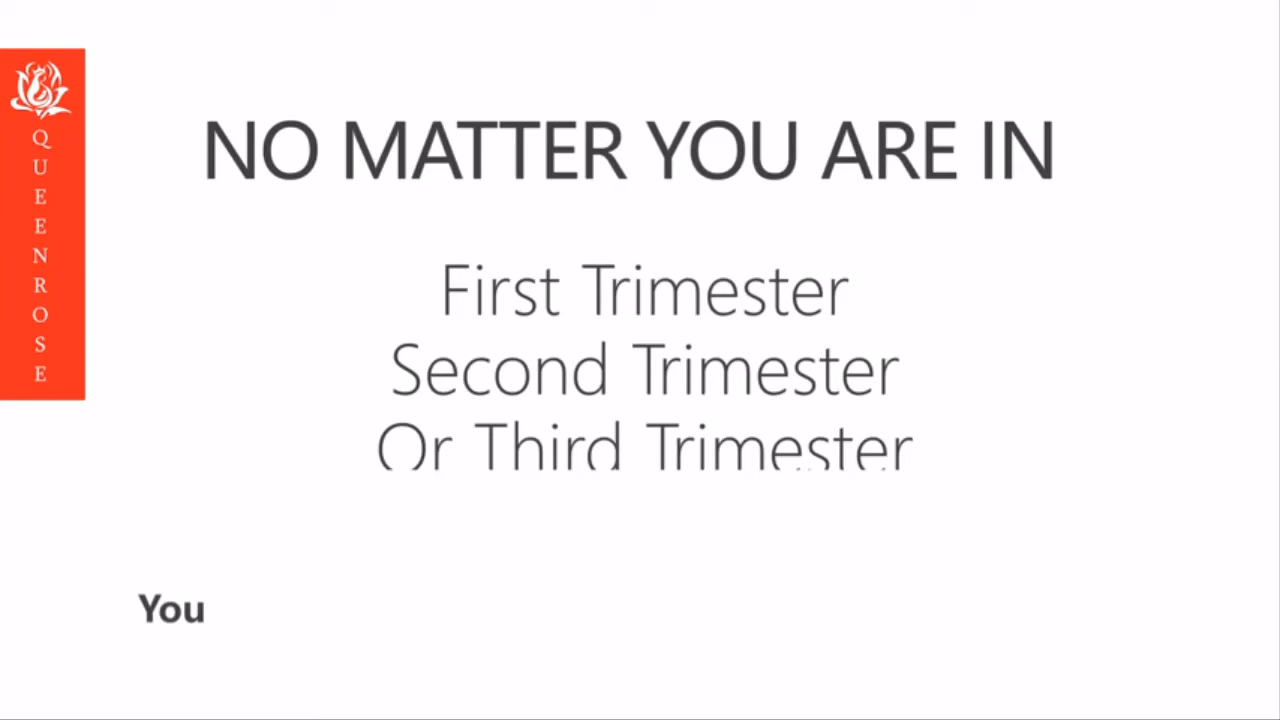 QUEENROSE
NO MATTER YOU ARE IN
First Trimester
Second Trimester
Or Third Trimester
You